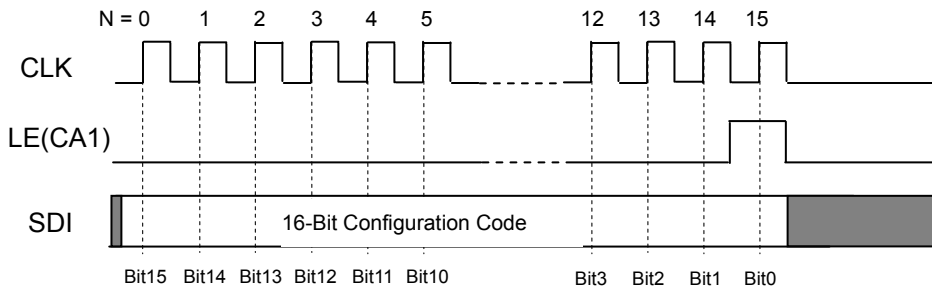 N = 0 1 2 3 4 5 12 13 14 15
CLK
LE(CA1)
SDI 16-Bit Configuration Code
Bit15 Bit14 Bit13 Bit12 Bit11 Bit10 Bit3 Bit2 Bit1 Bit0